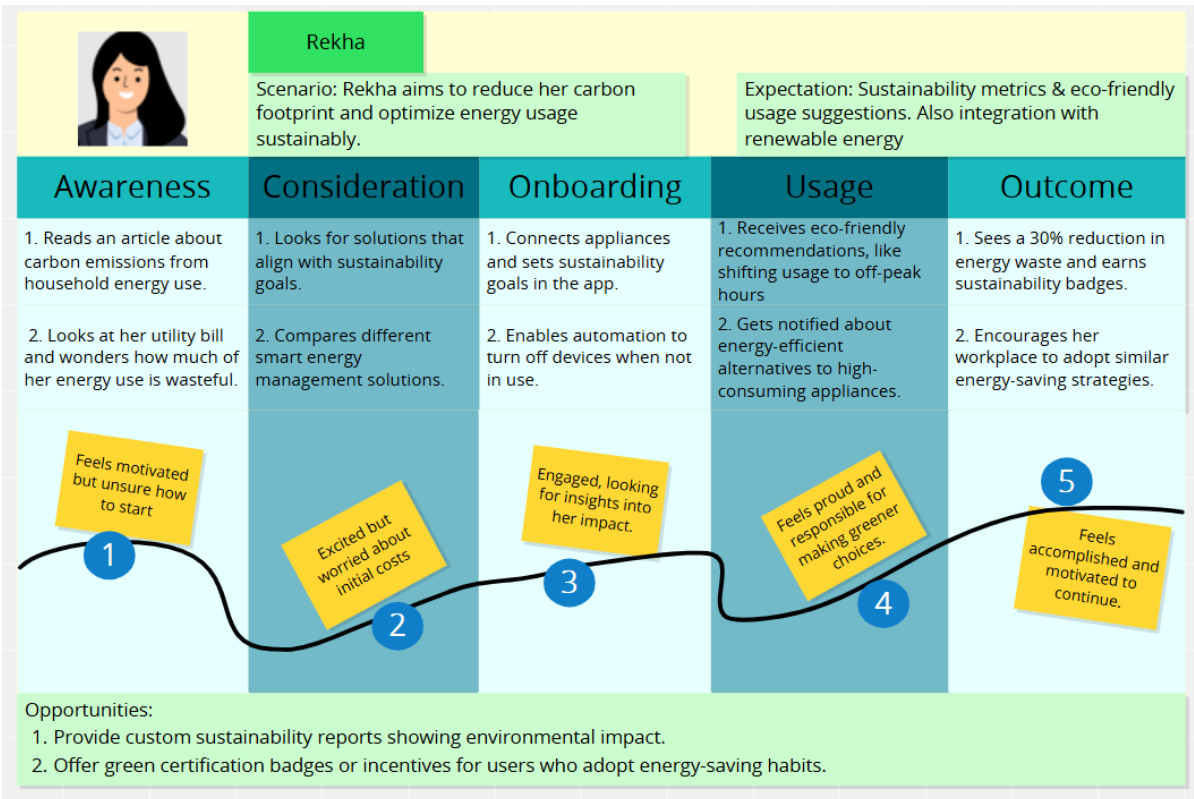 Rekha
Scenario: Rekha aims to reduce her carbon
footprint and optimize energy usage
sustainably.
Expectation: Sustainability metrics & eco-friendly
usage suggestions. Also integration with
renewable energy
Awareness
Consideration
Onboarding
Usage
Outcome
1. Reads an article about
carbon emissions from
household energy use.
1. Looks for solutions that
align with sustainability
goals.
1. Connects appliances
and sets sustainability
goals in the app.
1. Receives eco-friendly
recommendations, like
shifting usage to off-peak
hours
1. Sees a 30% reduction in
energy waste and earns
sustainability badges.
2. Looks at her utility bill
and wonders how much of
her energy use is wasteful.
2. Compares different
smart energy
management solutions.
2. Enables automation to
turn off devices when not
in use.
2. Gets notified about
energy-efficient
alternatives to high-
consuming appliances.
2. Encourages her
workplace to adopt similar
energy-saving strategies.
Feels motivated
but unsure how
to start
1
Excited but
worried about
initial costs
2
Engaged, looking
for insights into
her impact.
3
Feels proud and
responsible for
making greener
choices.
4
5
Feels
accomplished and
motivated to
continue.
Opportunities:
1. Provide custom sustainability reports showing environmental impact.
2. Offer green certification badges or incentives for users who adopt energy-saving habits.